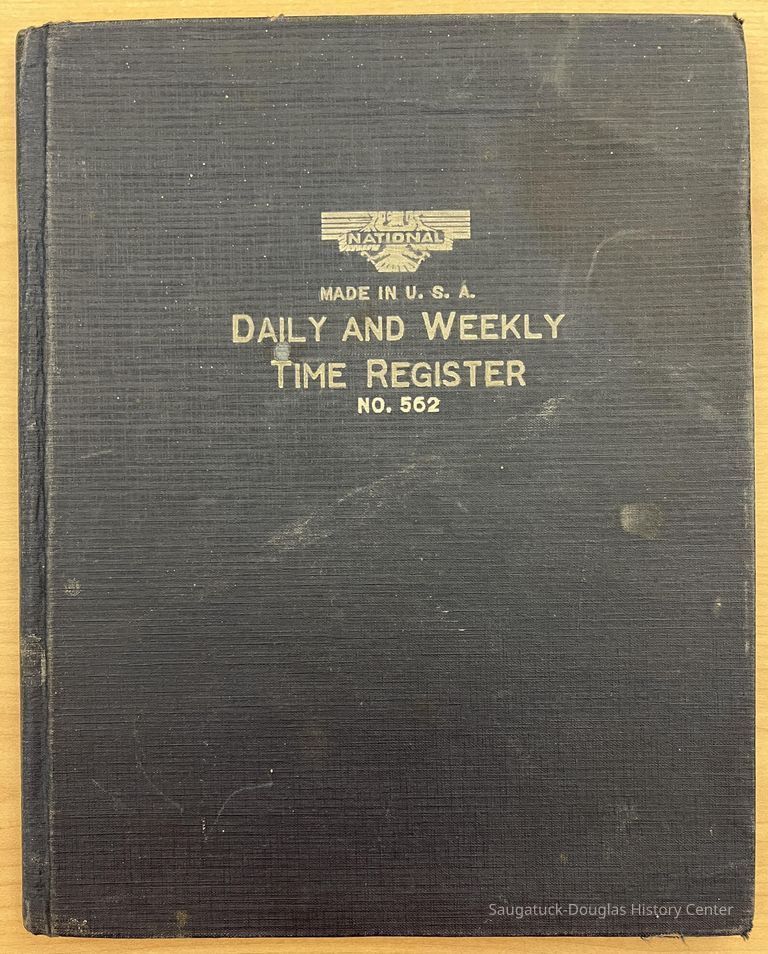 NATIONAL
MADE IN U. S. A.
DAILY AND WEEKLY
TIME REGISTER
NO. 562
Saugatuck-Douglas History Center